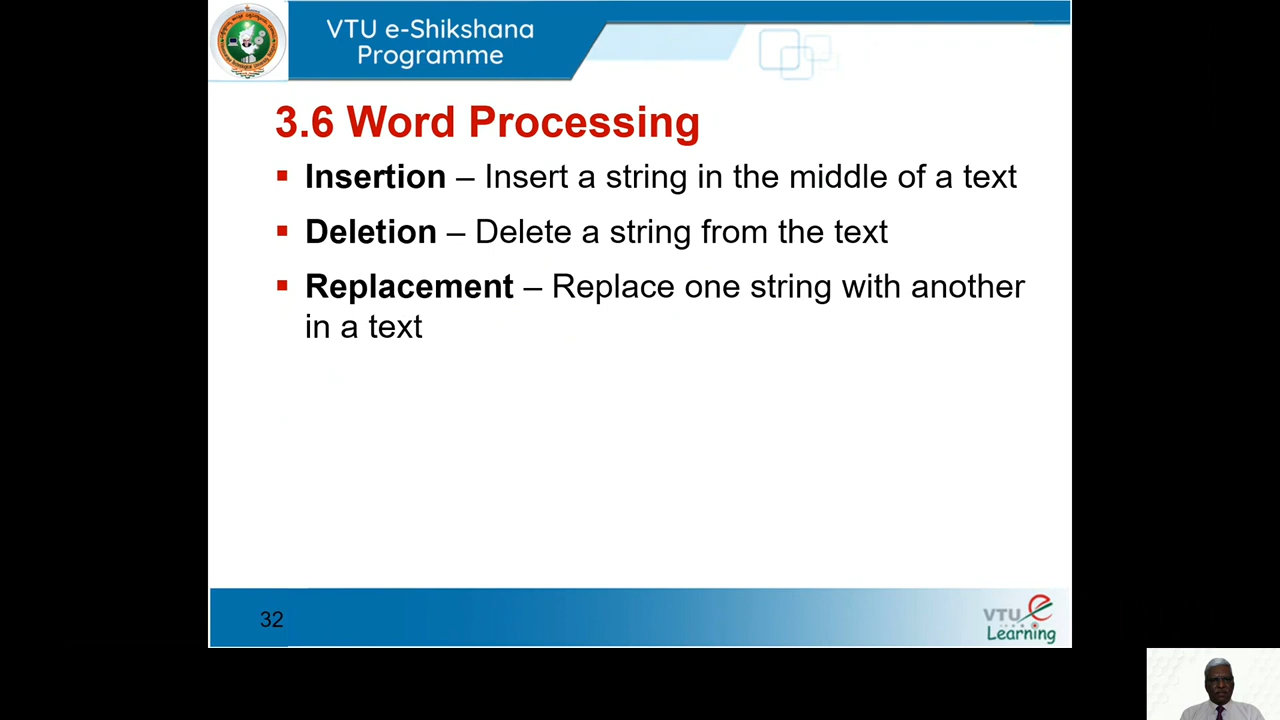 VTU e-Shikshana
Programme
3.6 Word Processing
▪ Insertion – Insert a string in the middle of a text
▪ Deletion – Delete a string from the text
▪ Replacement – Replace one string with another
in a text
32
VTU e
Learning